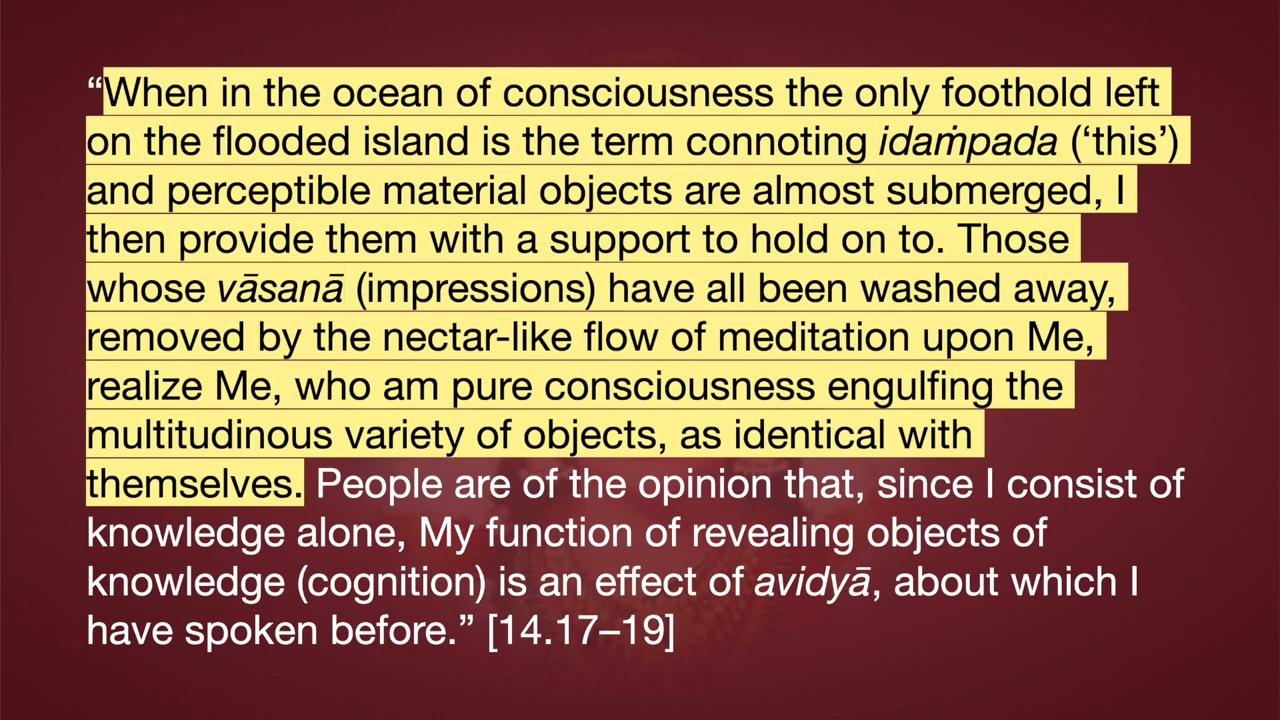 “When in the ocean of consciousness the only foothold left
on the flooded island is the term connoting idaṁpada (‘this’)
and perceptible material objects are almost submerged, I
then provide them with a support to hold on to. Those
whose vāsanā (impressions) have all been washed away,
removed by the nectar-like flow of meditation upon Me,
realize Me, who am pure consciousness engulfing the
multitudinous variety of objects, as identical with
themselves. People are of the opinion that, since I consist of
knowledge alone, My function of revealing objects of
knowledge (cognition) is an effect of avidyā, about which I
have spoken before.” [14.17–19]